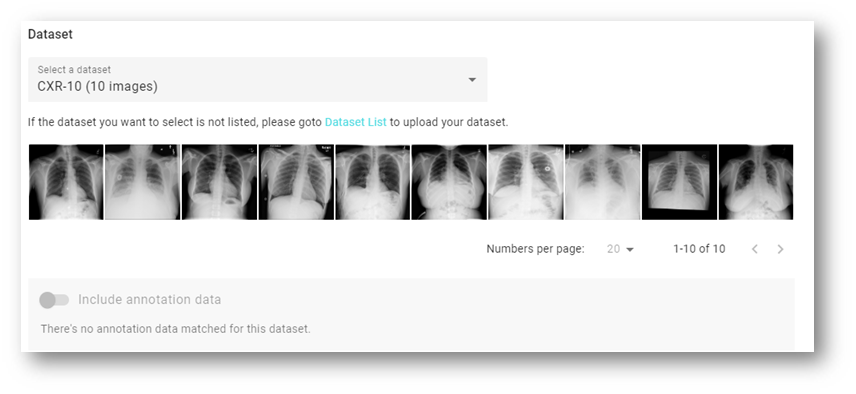 Dataset
Select a dataset
CXR-10 (10 images)
If the dataset you want to select is not listed, please goto Dataset List to upload your dataset.
Numbers per page: 20 1-10 of 10
Include annotation data
There's no annotation data matched for this dataset.